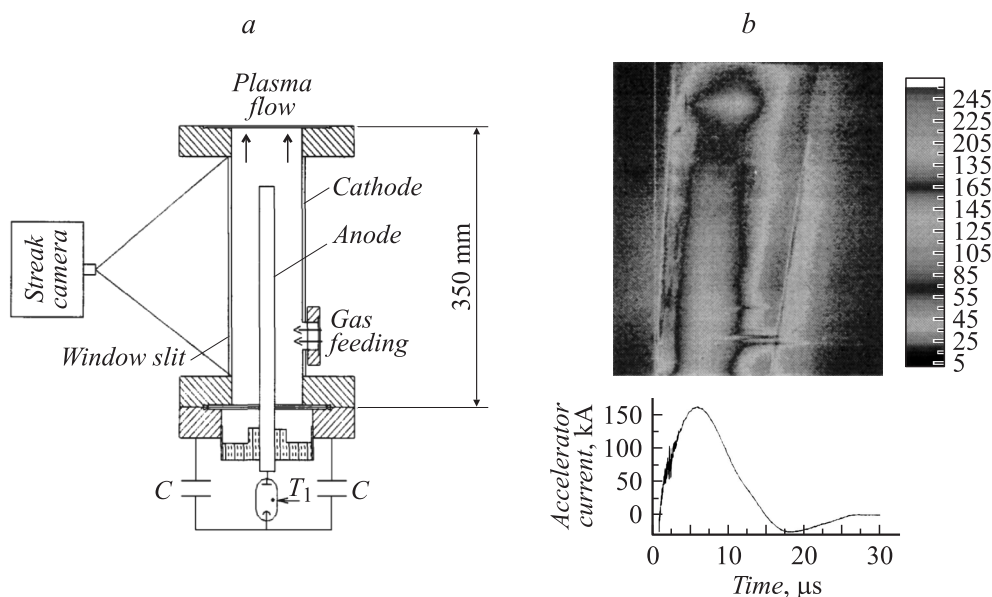 a
Plasma
flow
Cathode
Anode
Streak
camera
350 mm
Gas
feeding
Window slit
C
T1
C
b
245
225
205
165
135
145
125
105
85
55
45
25
5
Accelerator
current, kA
150
100
50
0
0
10
20
30
Time, μs